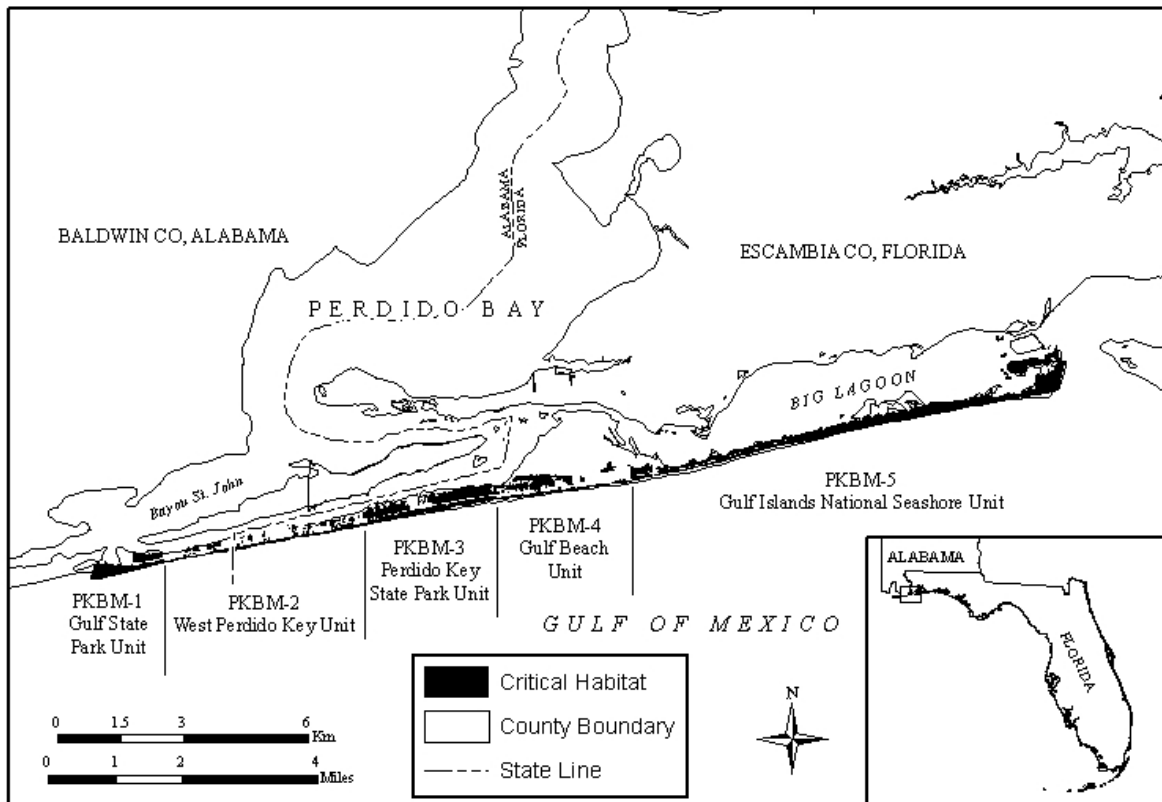 ALABAMA
FLORIDA
BALDWIN CO, ALABAMA
ESCAMBIA CO, FLORIDA
PERDIDO BAY
BIG LAGOON
Bayou St. John
PKBM-5
Gulf Islands National Seashore Unit
PKBM-4
Gulf Beach
Unit
PKBM-3
Perdido Key
State Park Unit
PKBM-2
West Perdido Key Unit
PKBM-1
Gulf State
Park Unit
GULF OF MEXICO
Critical Habitat
County Boundary
State Line
0 1.5 3 6
Km
0 1 2 4
Miles
N
ALABAMA
FLORIDA